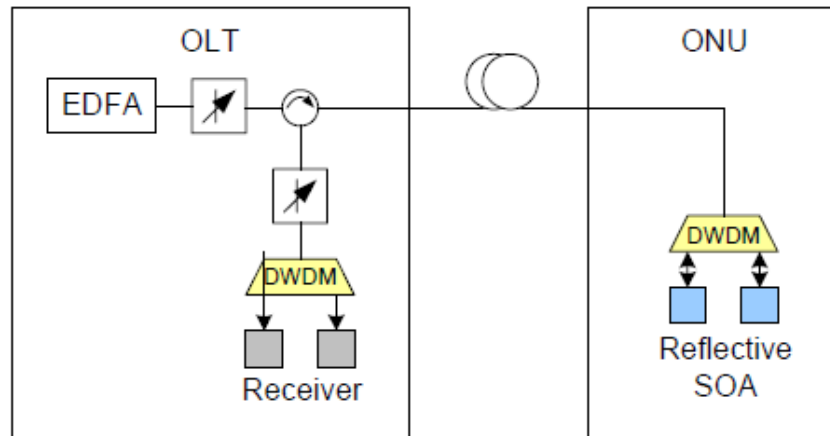 OLT
ONU
EDFA
DWDM
DWDM
Receiver
Reflective
SOA